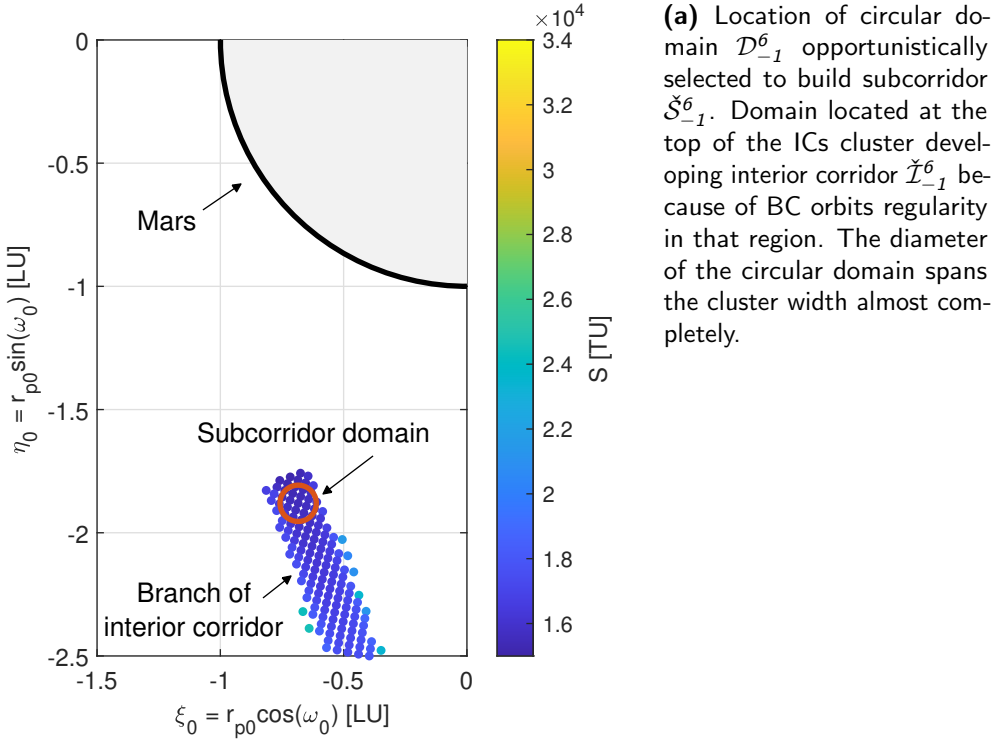 0
-0.5
-1
-1.5
-2
-2.5
-1.5
-1
-0.5
0
η₀ = r_p0 sin(ω₀) [LU]
ξ₀ = r_p0 cos(ω₀) [LU]
Mars
Subcorridor domain
Branch of
interior corridor
×10⁴
3.4
3.2
3
2.8
2.6
2.4
2.2
2
1.8
1.6
S [TU]
(a) Location of circular do-
main 𝒟⁶₋₁ opportunistically
selected to build subcorridor
𝒮̌⁶₋₁. Domain located at the
top of the ICs cluster devel-
oping interior corridor ℐ̌⁶₋₁ be-
cause of BC orbits regularity
in that region. The diameter
of the circular domain spans
the cluster width almost com-
pletely.